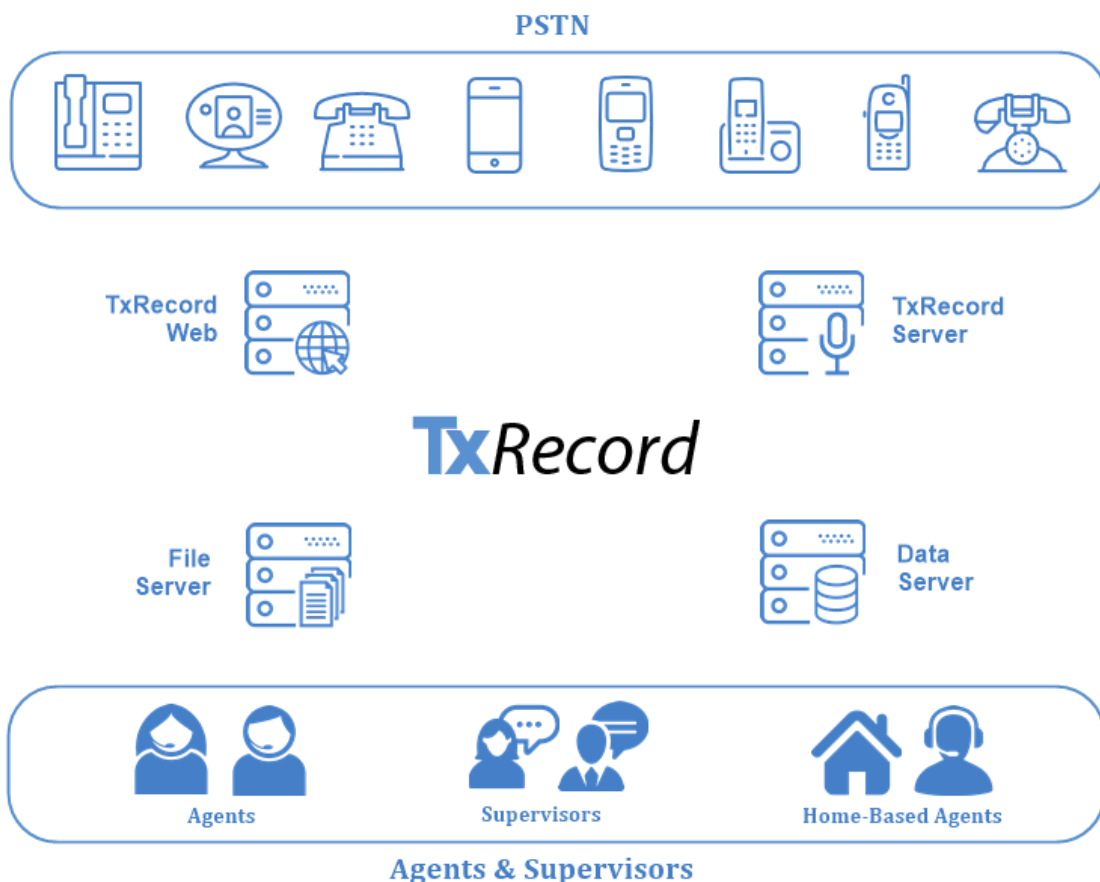 PSTN
TxRecord
Web
TxRecord
Server
TxRecord
File
Server
Data
Server
Agents
Supervisors
Home-Based Agents
Agents & Supervisors